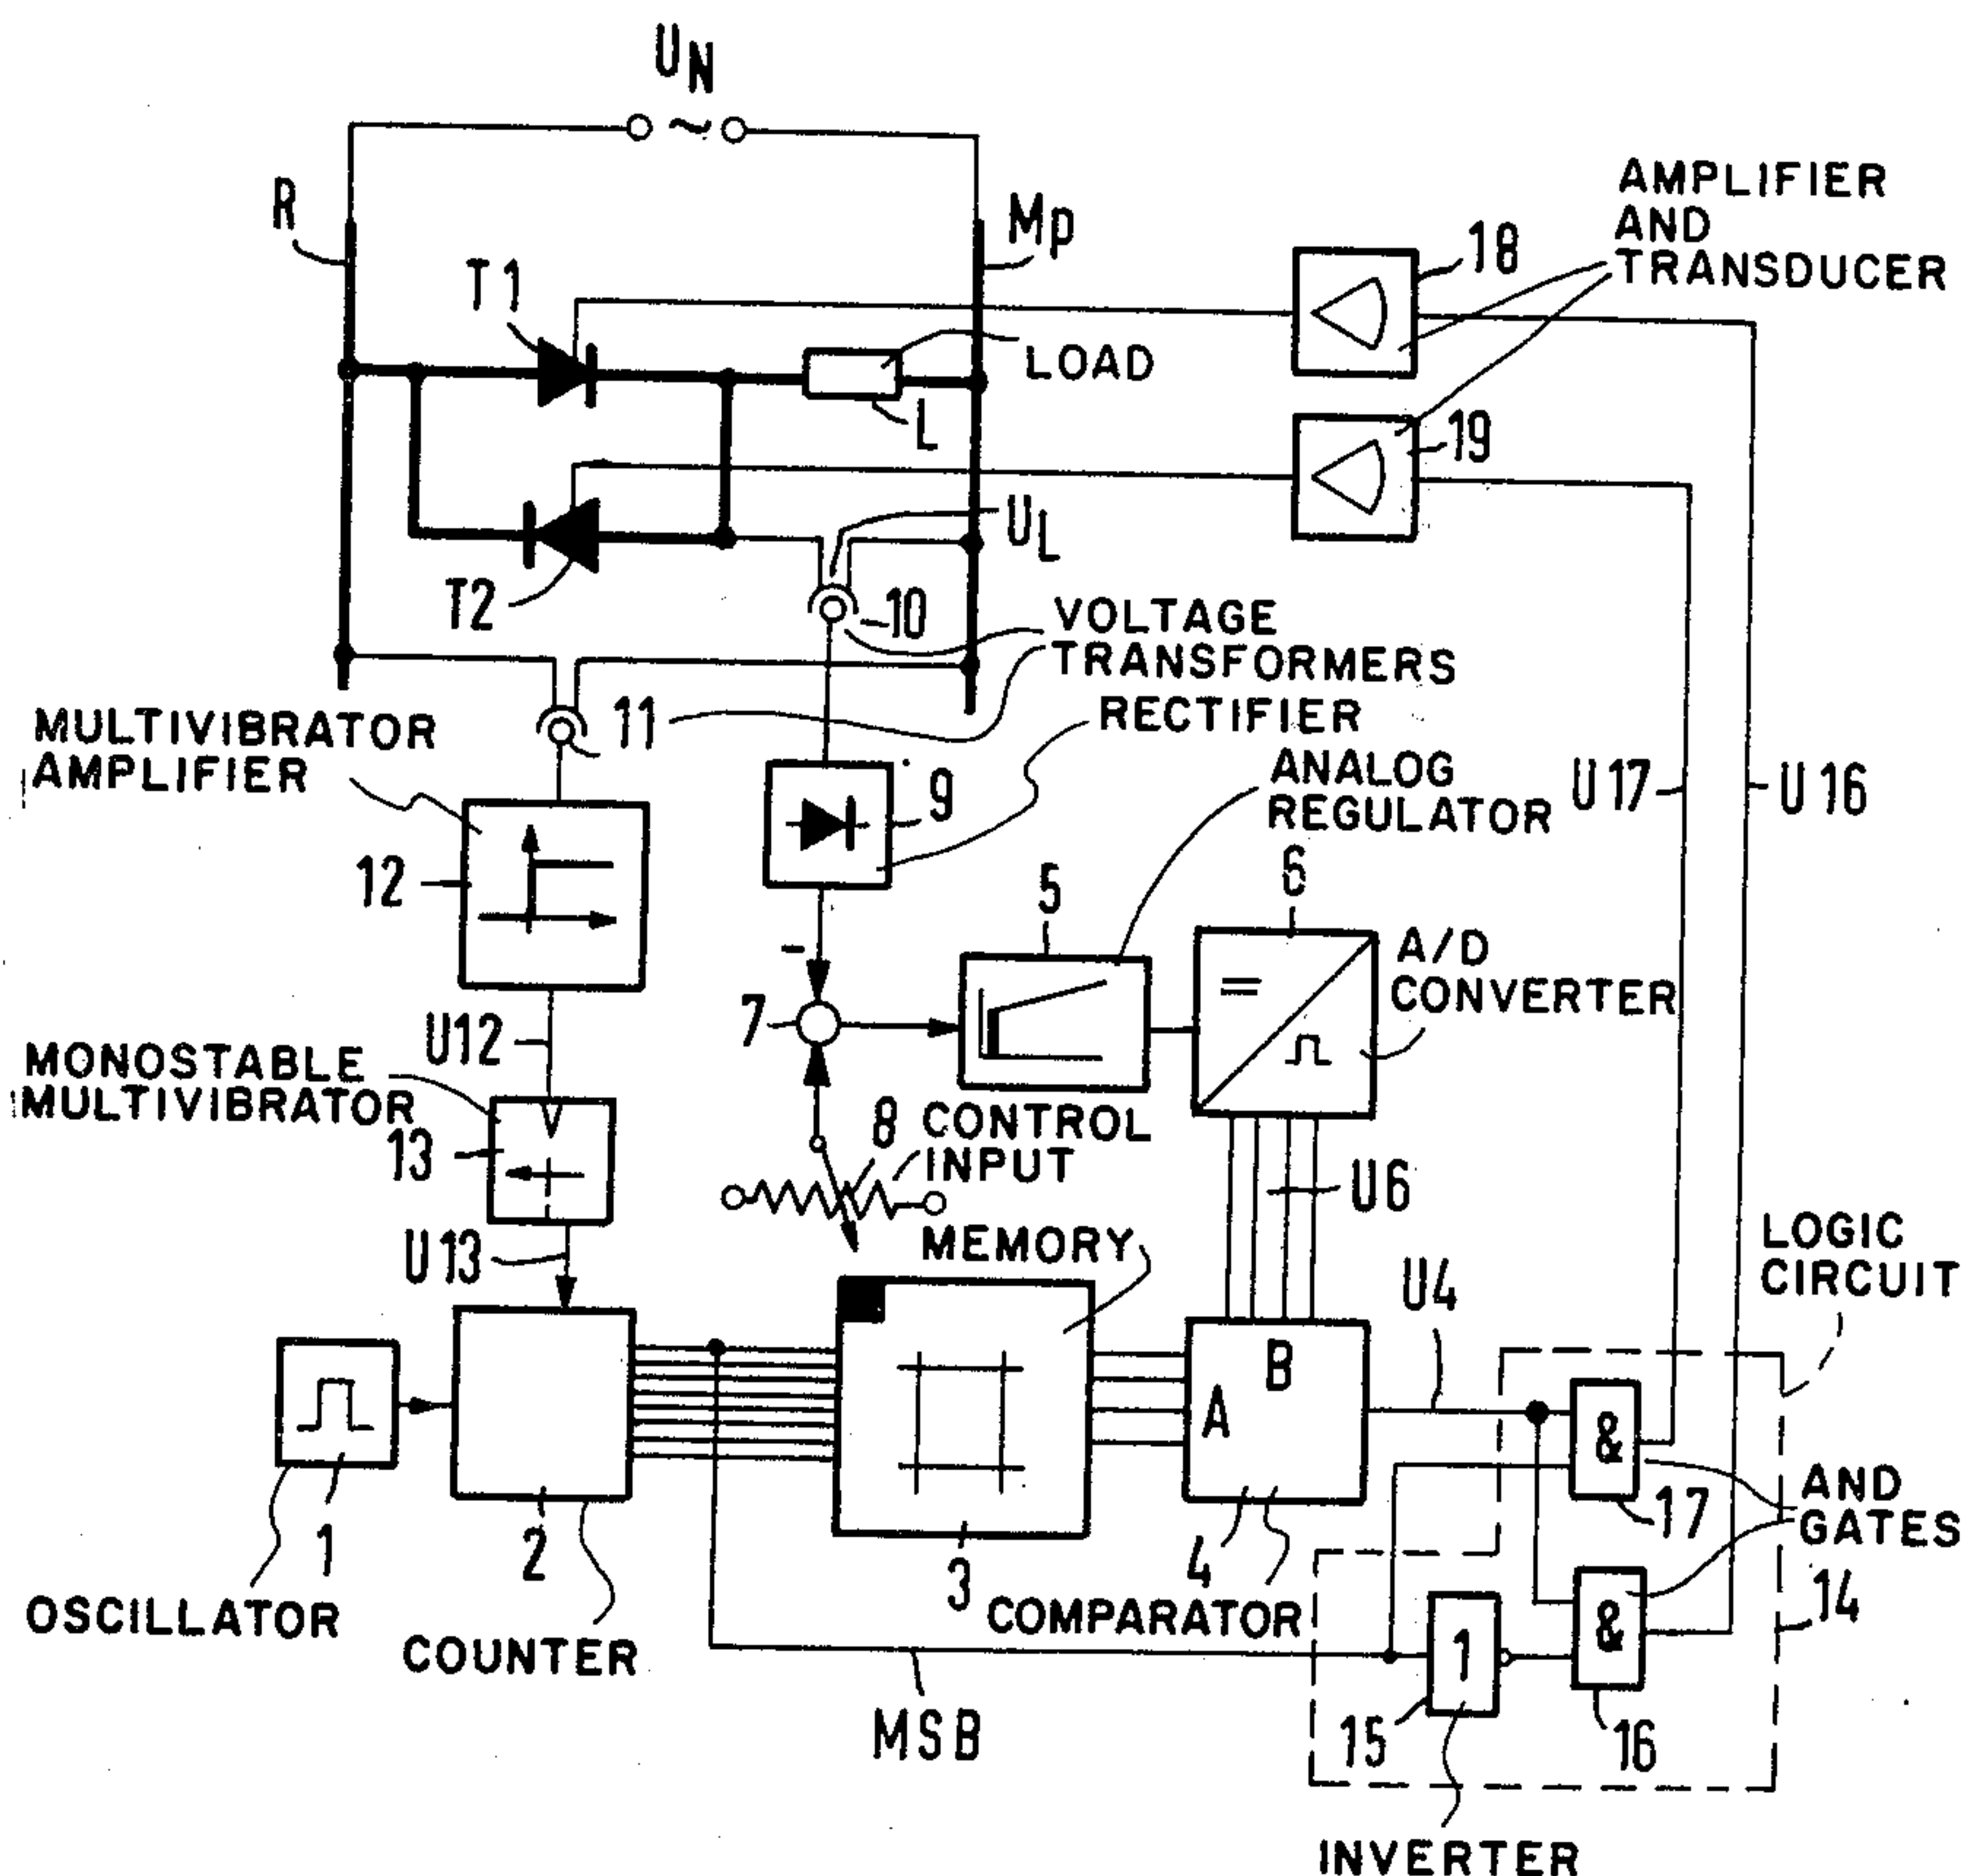 UN
~
R
Mp
AMPLIFIER
AND
TRANSDUCER
18
T1
LOAD
L
19
UL
T2
10
VOLTAGE
TRANSFORMERS
RECTIFIER
11
MULTIVIBRATOR
AMPLIFIER
ANALOG
REGULATOR
U17
U16
9
12
5
6
A/D
CONVERTER
=
-
7
U12
MONOSTABLE
MULTIVIBRATOR
13
8
CONTROL
INPUT
U6
U13
MEMORY
U4
LOGIC
CIRCUIT
B
A
&
1
2
3
4
17
AND
GATES
OSCILLATOR
COUNTER
COMPARATOR
1
&
14
MSB
15
16
INVERTER